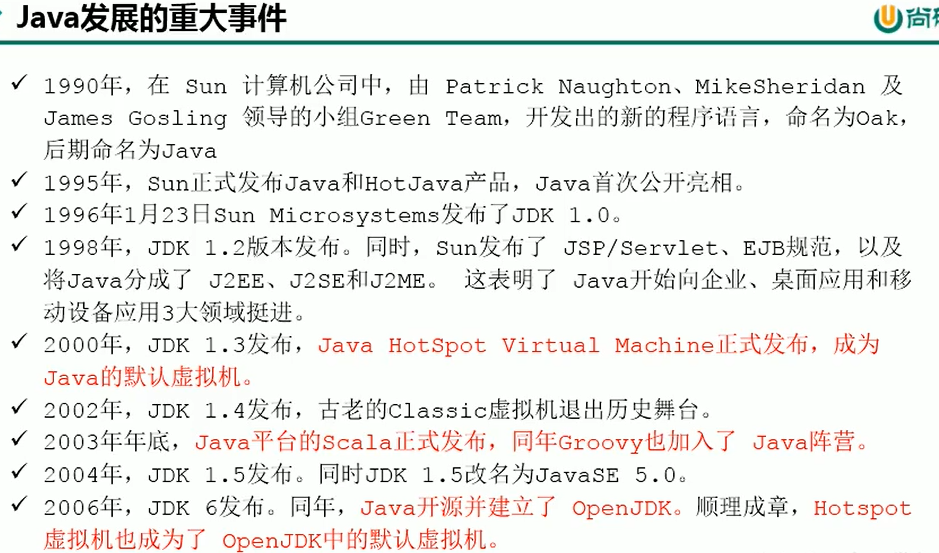 Java发展的重大事件
尚硅
✓ 1990年，在 Sun 计算机公司中，由 Patrick Naughton、MikeSheridan 及
James Gosling 领导的小组Green Team，开发出的新的程序语言，命名为Oak，
后期命名为Java
✓ 1995年，Sun正式发布Java和HotJava产品，Java首次公开亮相。
✓ 1996年1月23日Sun Microsystems发布了JDK 1.0。
✓ 1998年，JDK 1.2版本发布。同时，Sun发布了 JSP/Servlet、EJB规范，以及
将Java分成了 J2EE、J2SE和J2ME。 这表明了 Java开始向企业、桌面应用和移
动设备应用3大领域挺进。
✓ 2000年，JDK 1.3发布，Java HotSpot Virtual Machine正式发布，成为
Java的默认虚拟机。
✓ 2002年，JDK 1.4发布，古老的Classic虚拟机退出历史舞台。
✓ 2003年年底，Java平台的Scala正式发布，同年Groovy也加入了 Java阵营。
✓ 2004年，JDK 1.5发布。同时JDK 1.5改名为JavaSE 5.0。
✓ 2006年，JDK 6发布。同年，Java开源并建立了 OpenJDK。顺理成章，Hotspot
虚拟机也成为了 OpenJDK中的默认虚拟机。